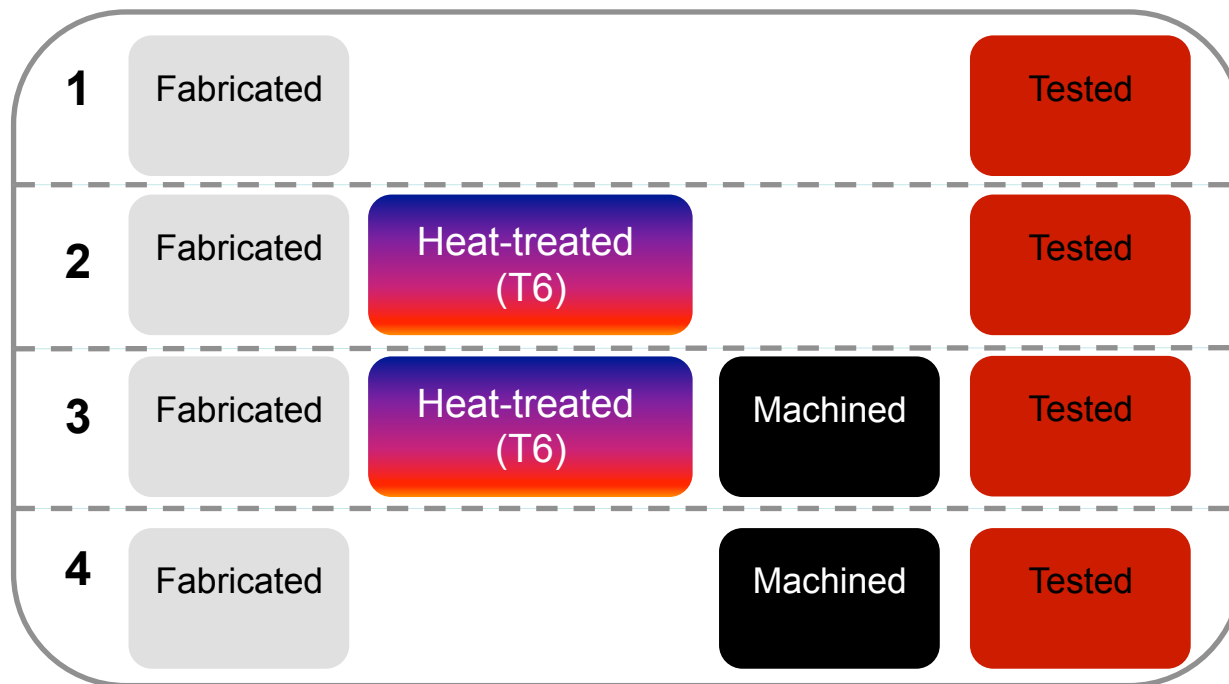 1 Fabricated Tested
2 Fabricated Heat-treated (T6) Tested
3 Fabricated Heat-treated (T6) Machined Tested
4 Fabricated Machined Tested